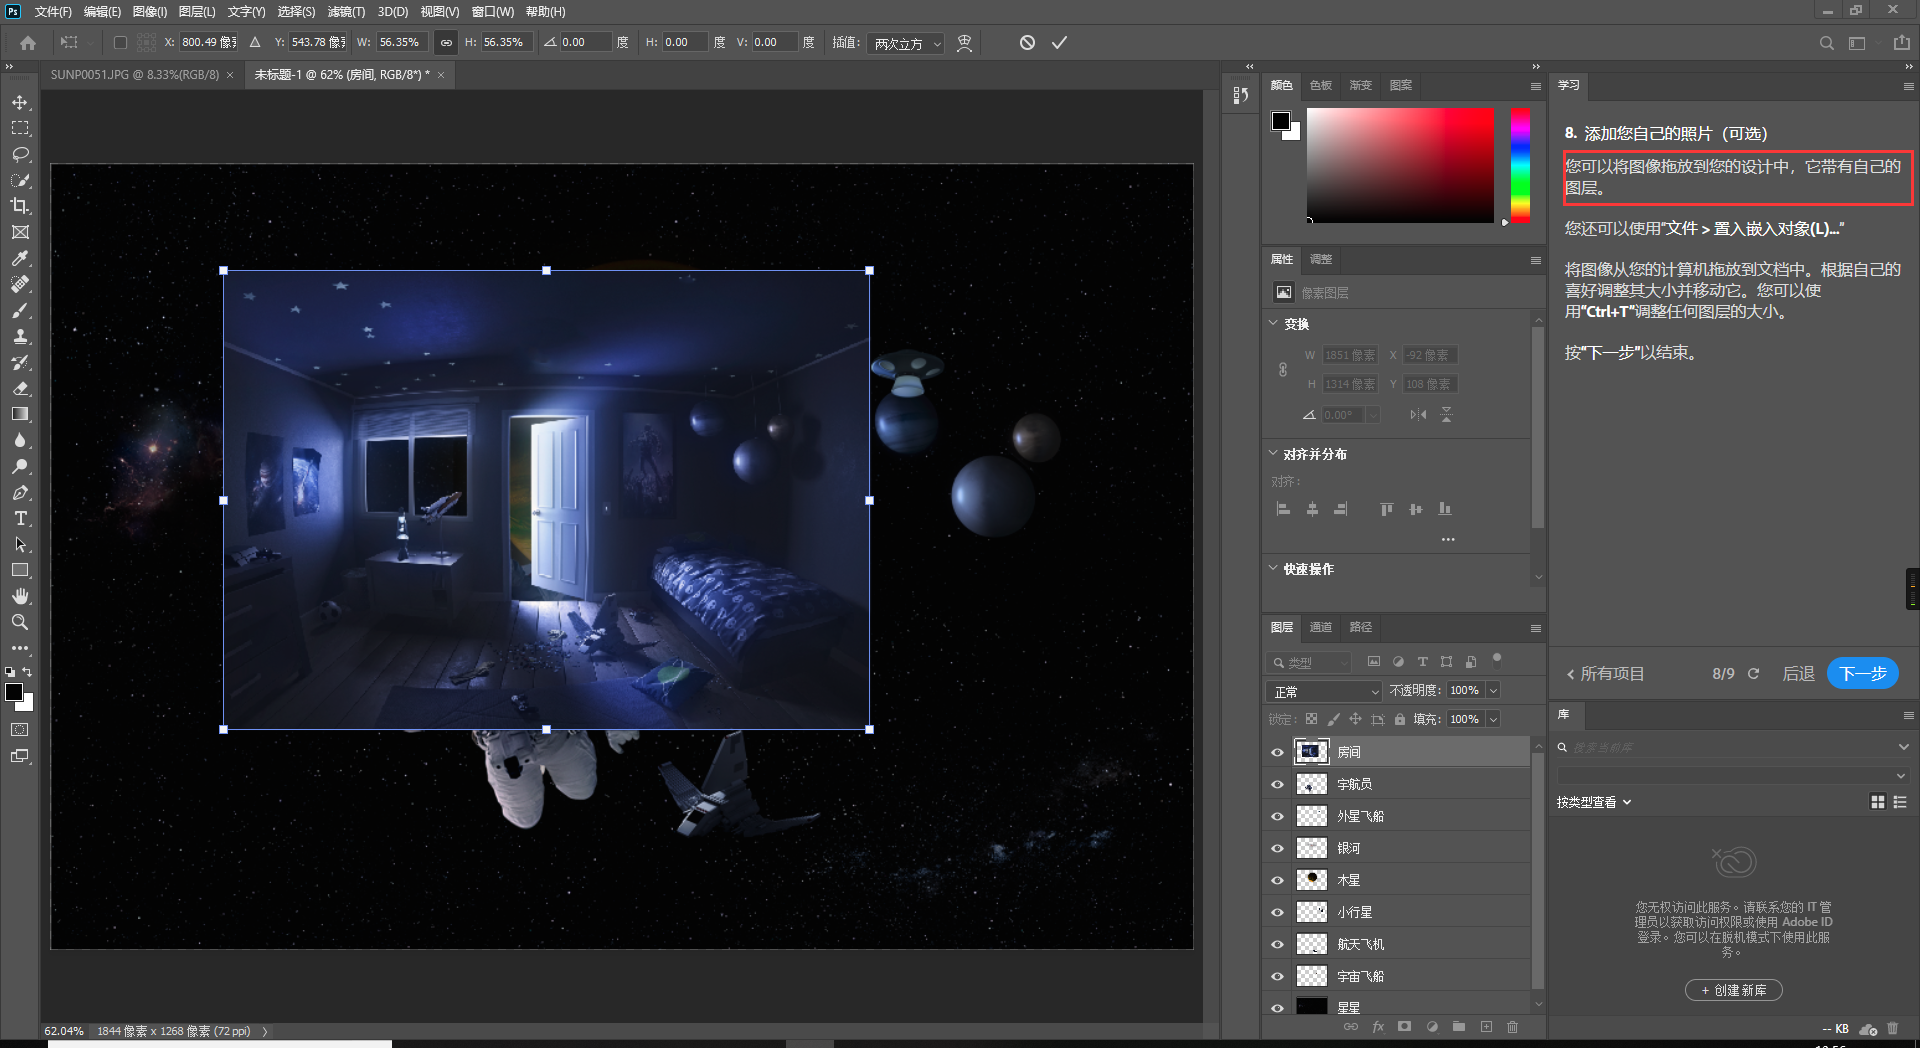 Ps 文件(F) 编辑(E) 图像(I) 图层(L) 文字(Y) 选择(S) 滤镜(T) 3D(D) 视图(V) 窗口(W) 帮助(H)
X: 800.49 像素 Y: 543.78 像素 W: 56.35% H: 56.35% 0.00 度 H: 0.00 度 V: 0.00 度 插值: 两次立方
SUNP0051.JPG @ 8.33%(RGB/8) ×
未标题-1 @ 62% (房间, RGB/8*) * ×
颜色 色板 渐变 图案
属性 调整
像素图层
变换
W 1851 像素 X -92 像素
H 1314 像素 Y 108 像素
0.00°
对齐并分布
对齐:
快速操作
图层 通道 路径
类型
正常 不透明度: 100%
锁定: 填充: 100%
房间
宇航员
外星飞船
银河
木星
小行星
航天飞机
宇宙飞船
星星
fx
学习
8. 添加您自己的照片（可选）
您可以将图像拖放到您的设计中，它带有自己的
图层。
您还可以使用“文件 > 置入嵌入对象(L)...”
将图像从您的计算机拖放到文档中。根据自己的
喜好调整其大小并移动它。您可以使
用“Ctrl+T”调整任何图层的大小。
按“下一步”以结束。
所有项目 8/9 后退 下一步
库
搜索当前库
按类型查看
您无权访问此服务。请联系您的 IT 管
理员以获取访问权限或使用 Adobe ID
登录。您可以在脱机模式下使用此服
务。
+ 创建新库
-- KB
62.04% 1844 像素 x 1268 像素 (72 ppi)